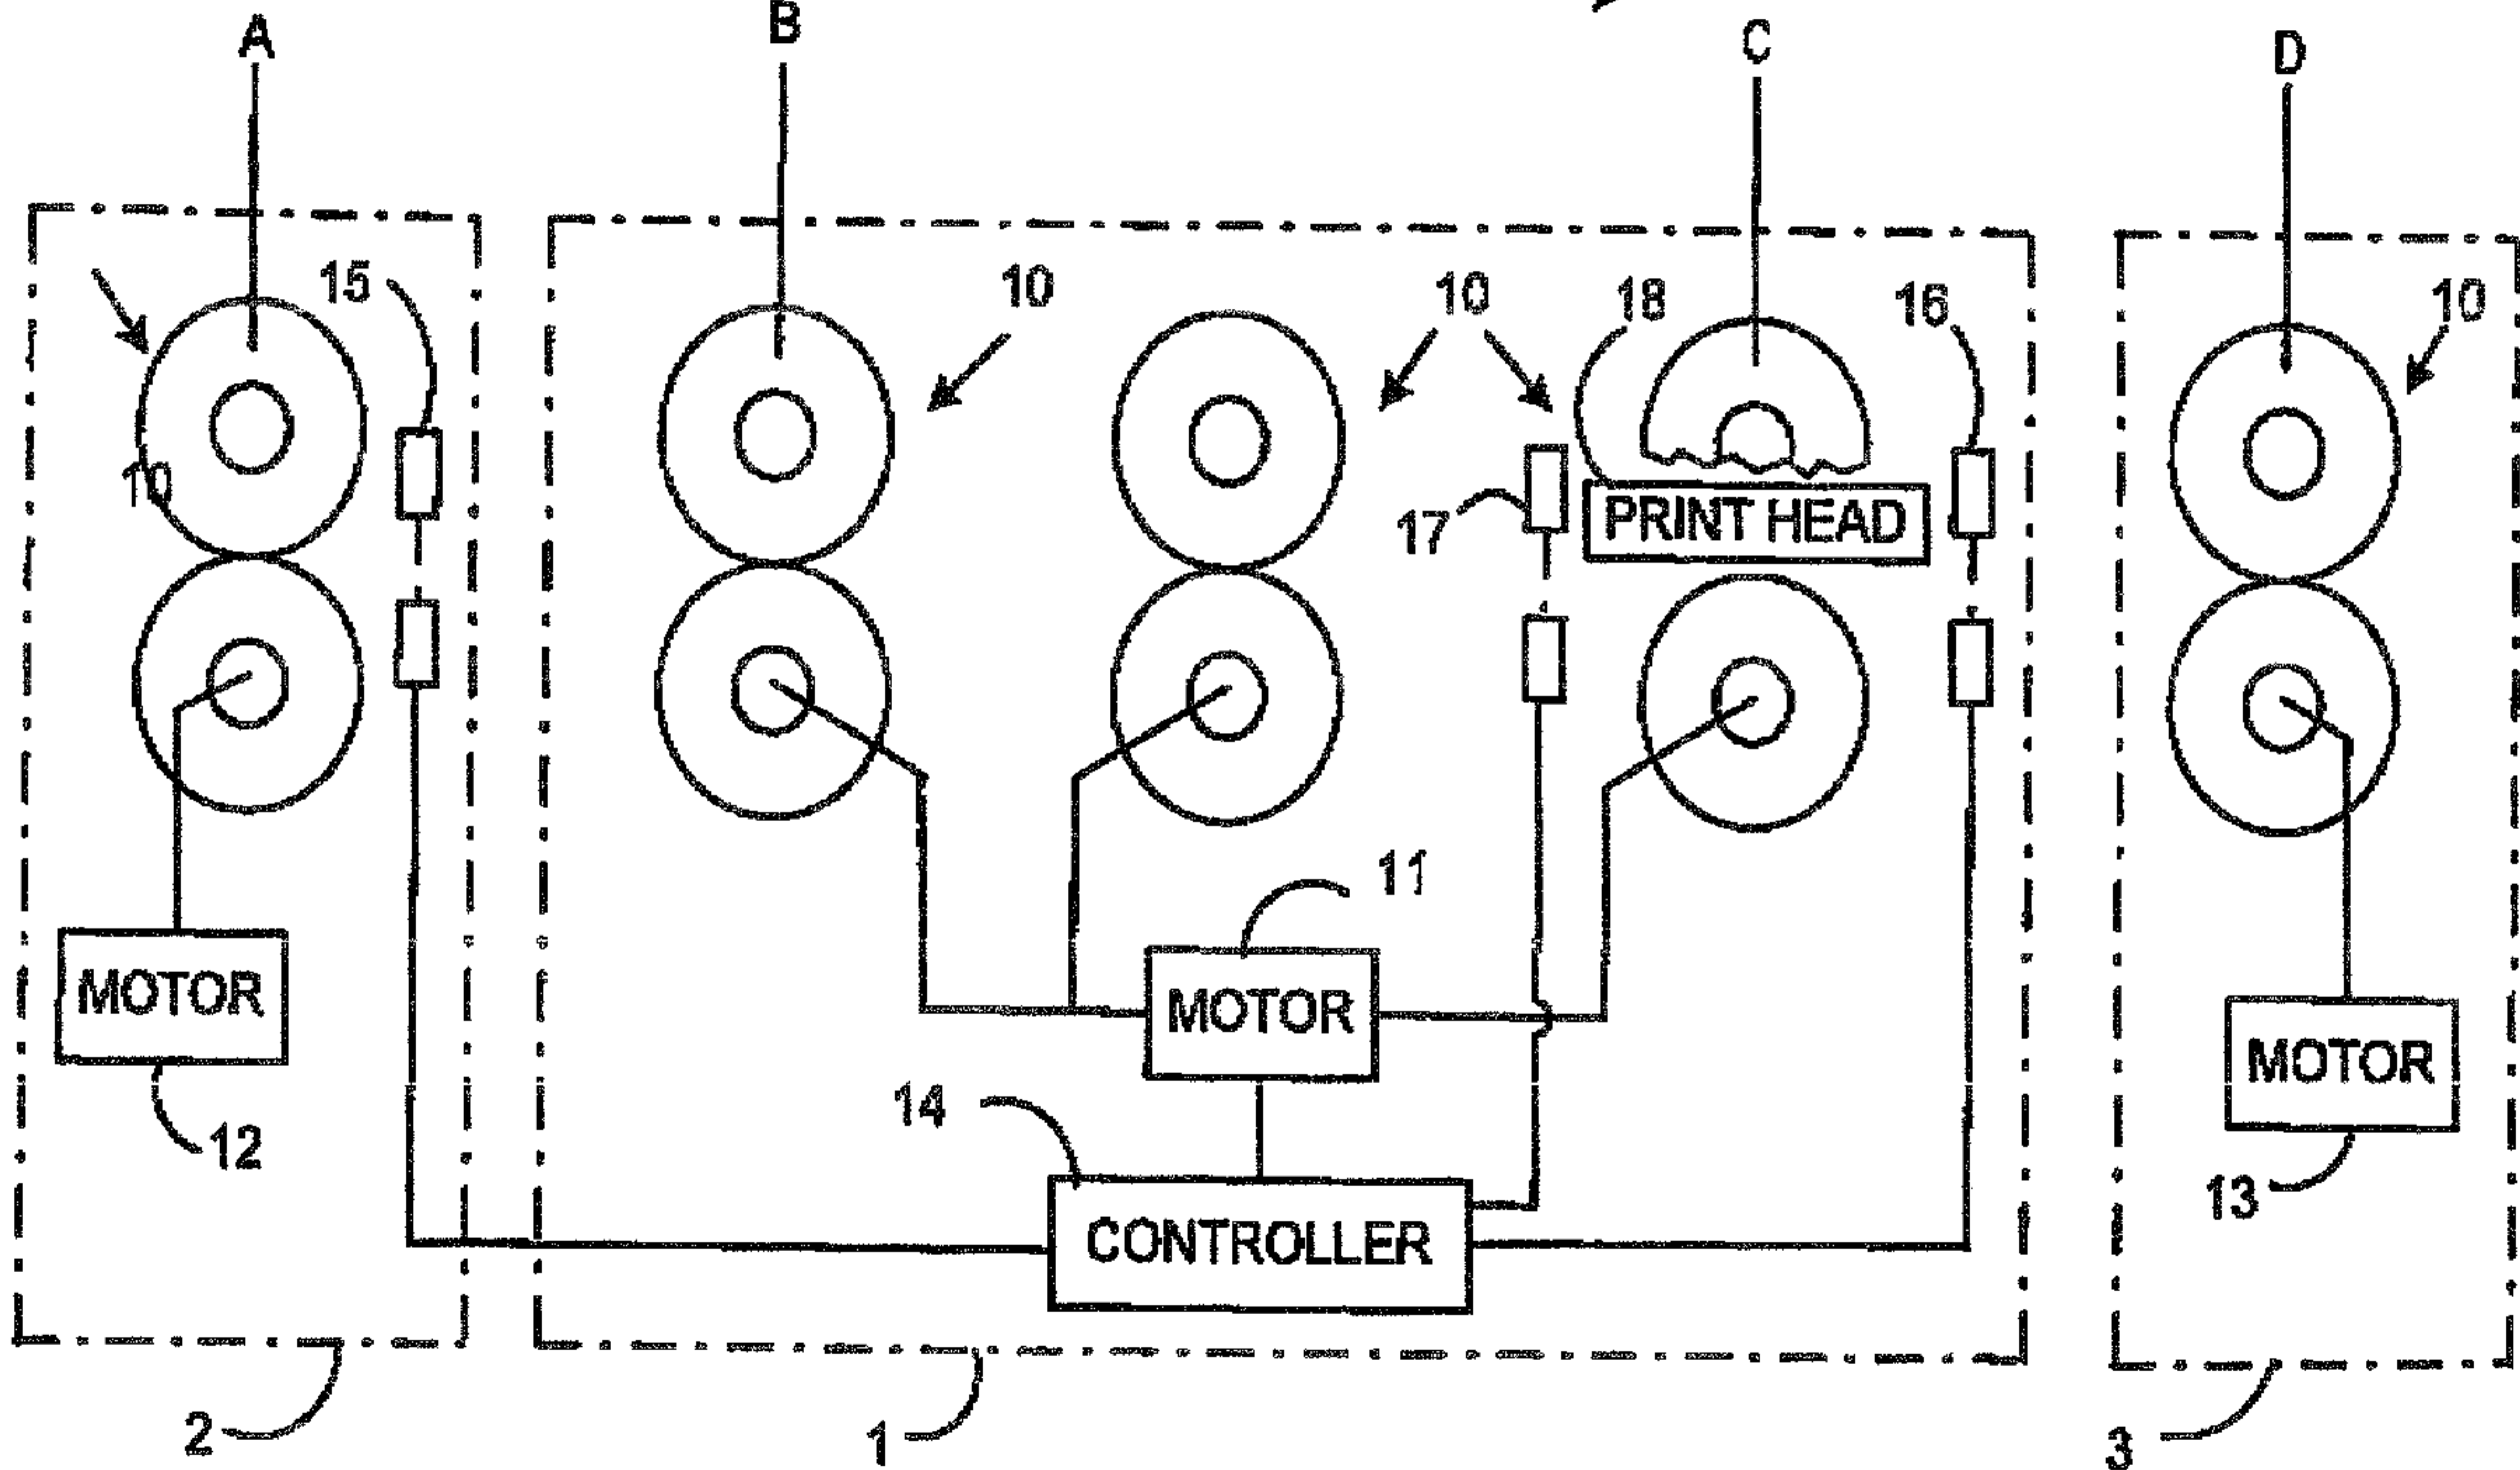 A B C D
15 10 10 18 16 10
10 17 PRINT HEAD
11
MOTOR MOTOR MOTOR
14
12 CONTROLLER 13
2 1 3